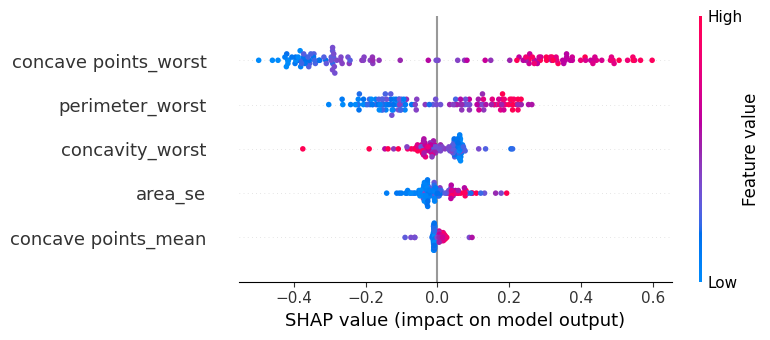 High
concave points_worst
perimeter_worst
concavity_worst
area_se
concave points_mean
Feature value
Low
−0.4 −0.2 0.0 0.2 0.4 0.6
SHAP value (impact on model output)